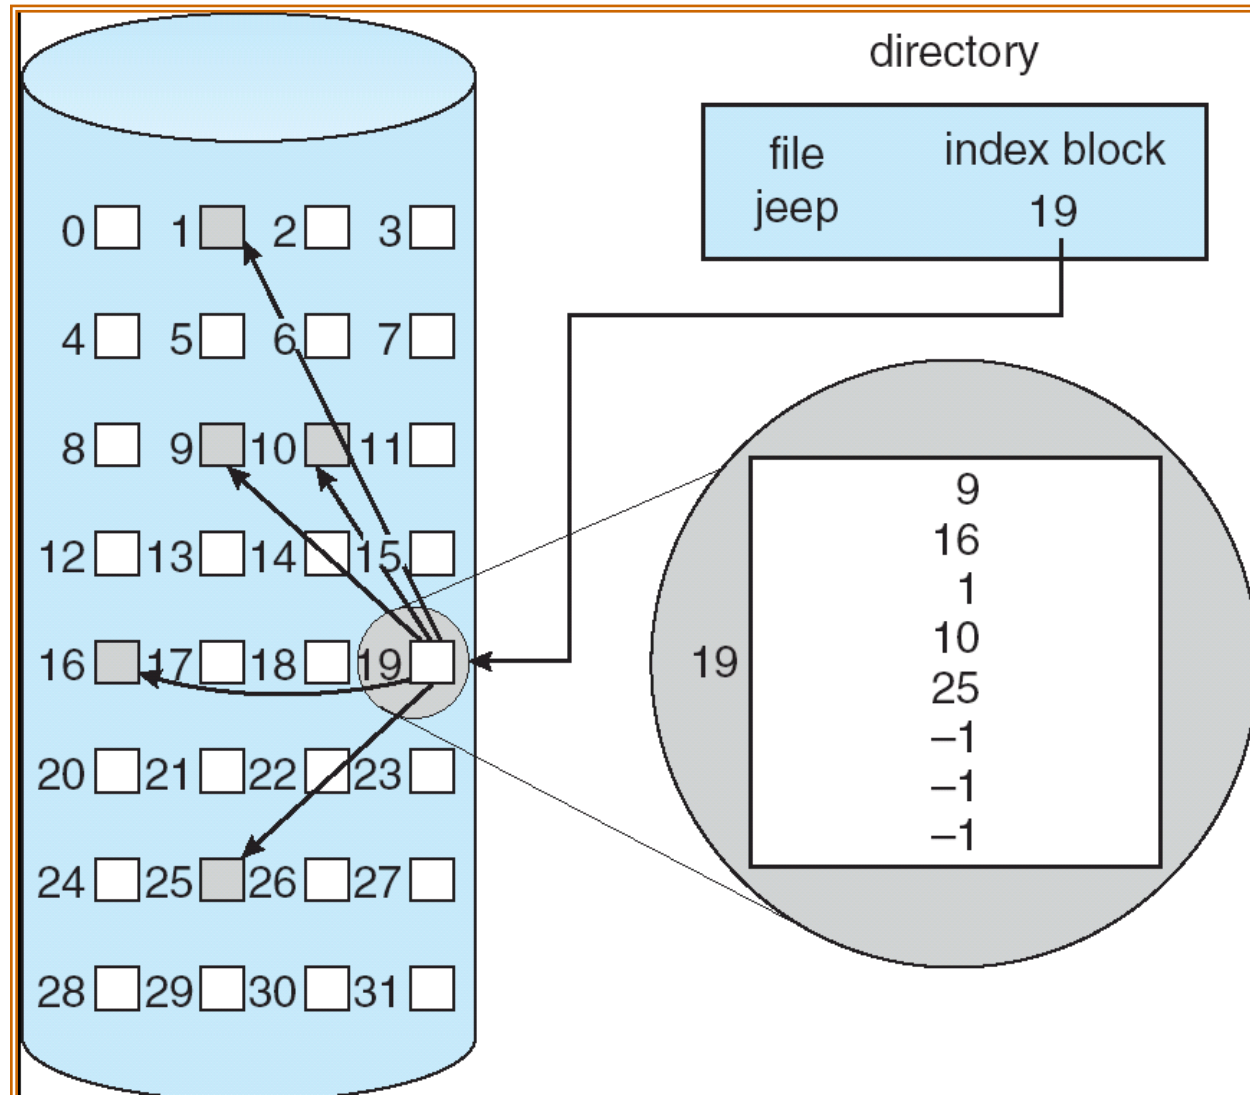 directory
file index block
jeep 19
0 1 2 3
4 5 6 7
8 9 10 11
12 13 14 15
16 17 18 19
20 21 22 23
24 25 26 27
28 29 30 31
19
9
16
1
10
25
–1
–1
–1